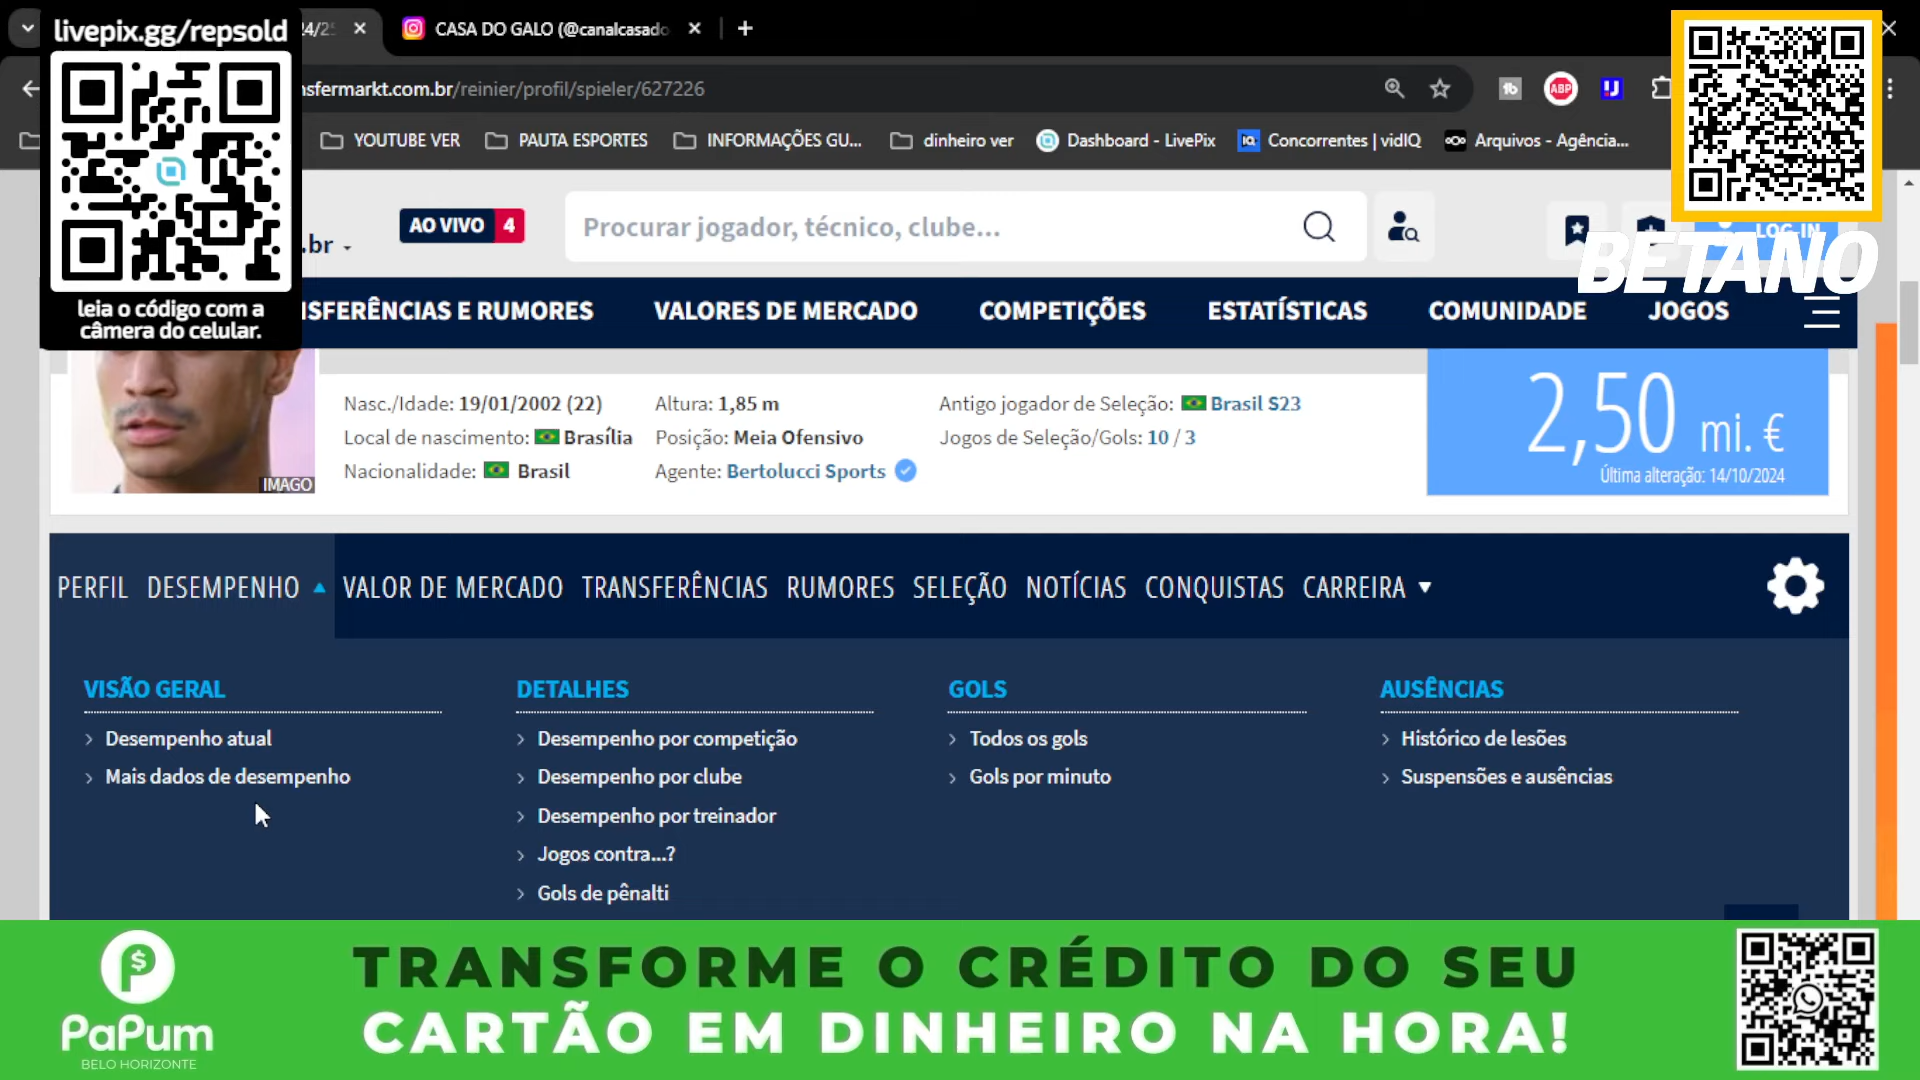 livepix.gg/repsold
CASA DO GALO (@canalcasado
nsfermarkt.com.br/reinier/profil/spieler/627226
YOUTUBE VER
PAUTA ESPORTES
INFORMAÇÕES GU...
dinheiro ver
Dashboard - LivePix
Concorrentes | vidIQ
Arquivos - Agência...
ABP
leia o código com a
câmera do celular.
.br
AO VIVO 4
Procurar jogador, técnico, clube...
LOG-IN
BETANO
NSFERÊNCIAS E RUMORES
VALORES DE MERCADO
COMPETIÇÕES
ESTATÍSTICAS
COMUNIDADE
JOGOS
IMAGO
Nasc./Idade: 19/01/2002 (22)
Local de nascimento: Brasília
Nacionalidade: Brasil
Altura: 1,85 m
Posição: Meia Ofensivo
Agente: Bertolucci Sports
Antigo jogador de Seleção: Brasil S23
Jogos de Seleção/Gols: 10 / 3
2,50 mi. €
Última alteração: 14/10/2024
PERFIL DESEMPENHO VALOR DE MERCADO TRANSFERÊNCIAS RUMORES SELEÇÃO NOTÍCIAS CONQUISTAS CARREIRA
VISÃO GERAL
Desempenho atual
Mais dados de desempenho
DETALHES
Desempenho por competição
Desempenho por clube
Desempenho por treinador
Jogos contra...?
Gols de pênalti
GOLS
Todos os gols
Gols por minuto
AUSÊNCIAS
Histórico de lesões
Suspensões e ausências
PaPum
BELO HORIZONTE
TRANSFORME O CRÉDITO DO SEU
CARTÃO EM DINHEIRO NA HORA!